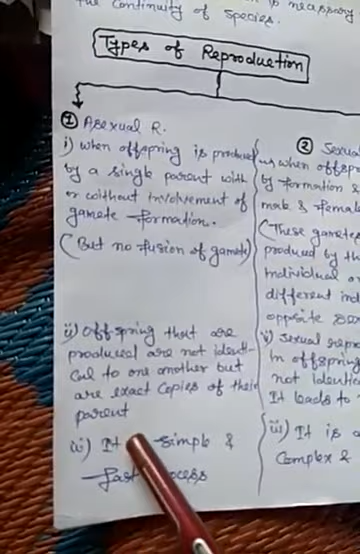 the continuity of species.
Types of Reproduction
① Asexual R.
i) when offspring is produced
by a single parent with
or without involvement of
gamete formation.
(But no fusion of gamete)
ii) Offspring that are
produced are not identi-
cal to one another but
are exact copies of their
parent
iii) It simple &
fast
② Sexual
when offspr
by formation &
male & female
(These gametes
produced by th
individual or
different ind
opposite sex
ii) Sexual repro
in offspring
not identic
It leads to
iii) It is a
Complex &